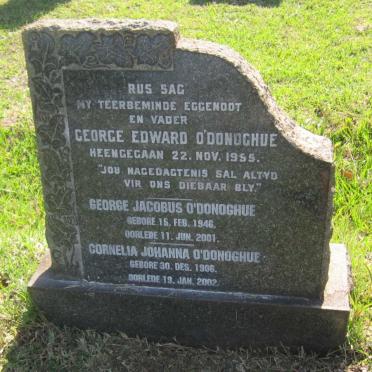 RUS SAG
MY TEERBEMINDE EGGENOOT
EN VADER
GEORGE EDWARD O'DONOGHUE
HEENGEGAAN 22. NOV. 1955.
"JOU NAGEDAGTENIS SAL ALTYD
VIR ONS DIEBAAR BLY."
GEORGE JACOBUS O'DONOGHUE
GEBORE 15. FEB. 1946.
OORLEDE 11. JUN. 2001.
CORNELIA JOHANNA O'DONOGHUE
GEBORE 30. DES. 1906.
OORLEDE 19. JAN. 2002.